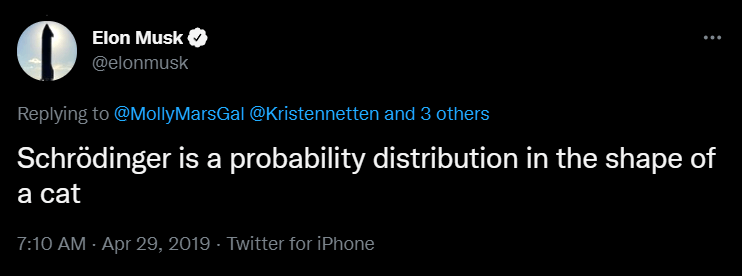 Elon Musk
@elonmusk
Replying to @MollyMarsGal @Kristennetten and 3 others
Schrödinger is a probability distribution in the shape of
a cat
7:10 AM · Apr 29, 2019 · Twitter for iPhone